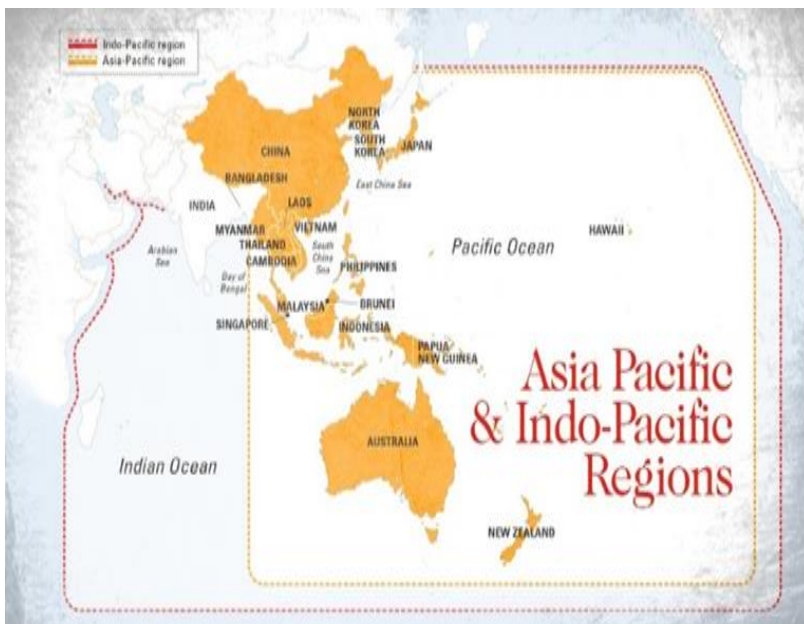 Indo-Pacific region
Asia-Pacific region
NORTH
KOREA
SOUTH
KOREA
JAPAN
CHINA
East China Sea
BANGLADESH
INDIA
LAOS
MYANMAR
VIETNAM
THAILAND
South
China
Sea
CAMBODIA
Arabian
Sea
Bay of
Bengal
PHILIPPINES
HAWAII
Pacific Ocean
MALAYSIA
BRUNEI
SINGAPORE
INDONESIA
PAPUA
NEW GUINEA
Asia Pacific
& Indo-Pacific
Regions
AUSTRALIA
Indian Ocean
NEW ZEALAND